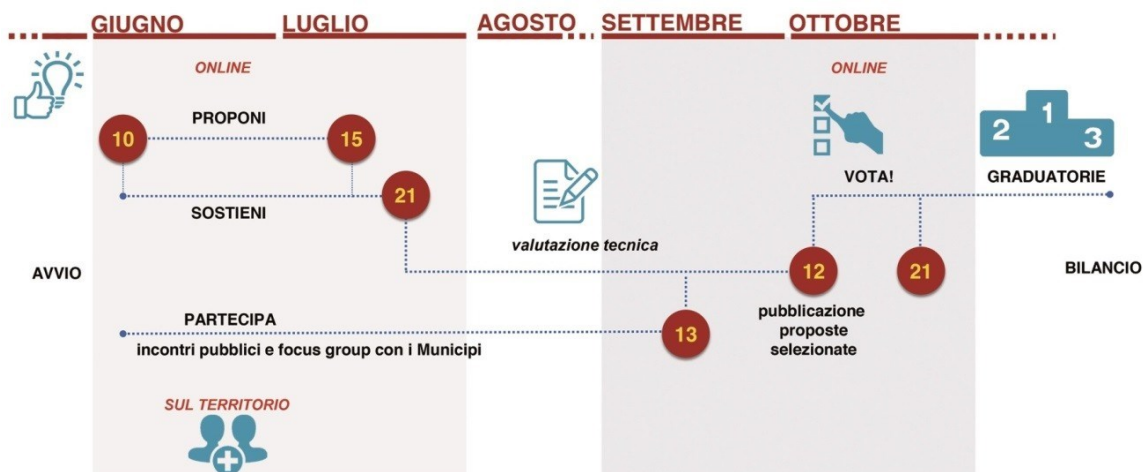 GIUGNO LUGLIO AGOSTO SETTEMBRE OTTOBRE
ONLINE ONLINE
PROPONI
10 15
2 1 3
VOTA! GRADUATORIE
21
SOSTIENI
valutazione tecnica
AVVIO 12 21 BILANCIO
PARTECIPA
13
incontri pubblici e focus group con i Municipi
pubblicazione
proposte
selezionate
SUL TERRITORIO